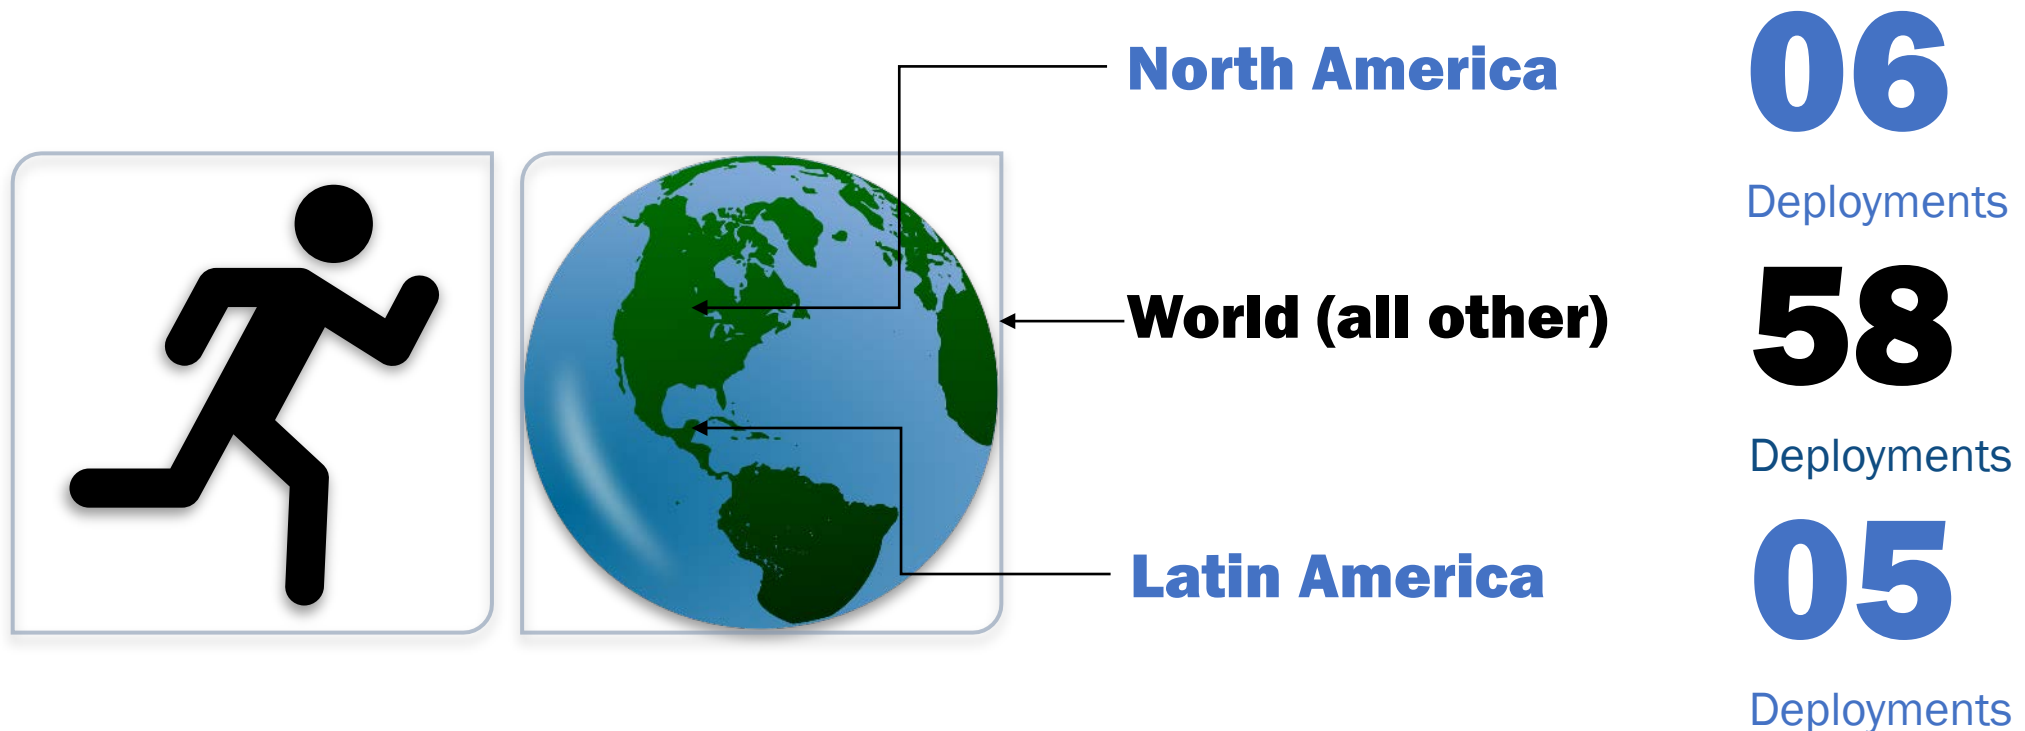 North America
06
Deployments
World (all other)
58
Deployments
Latin America
05
Deployments